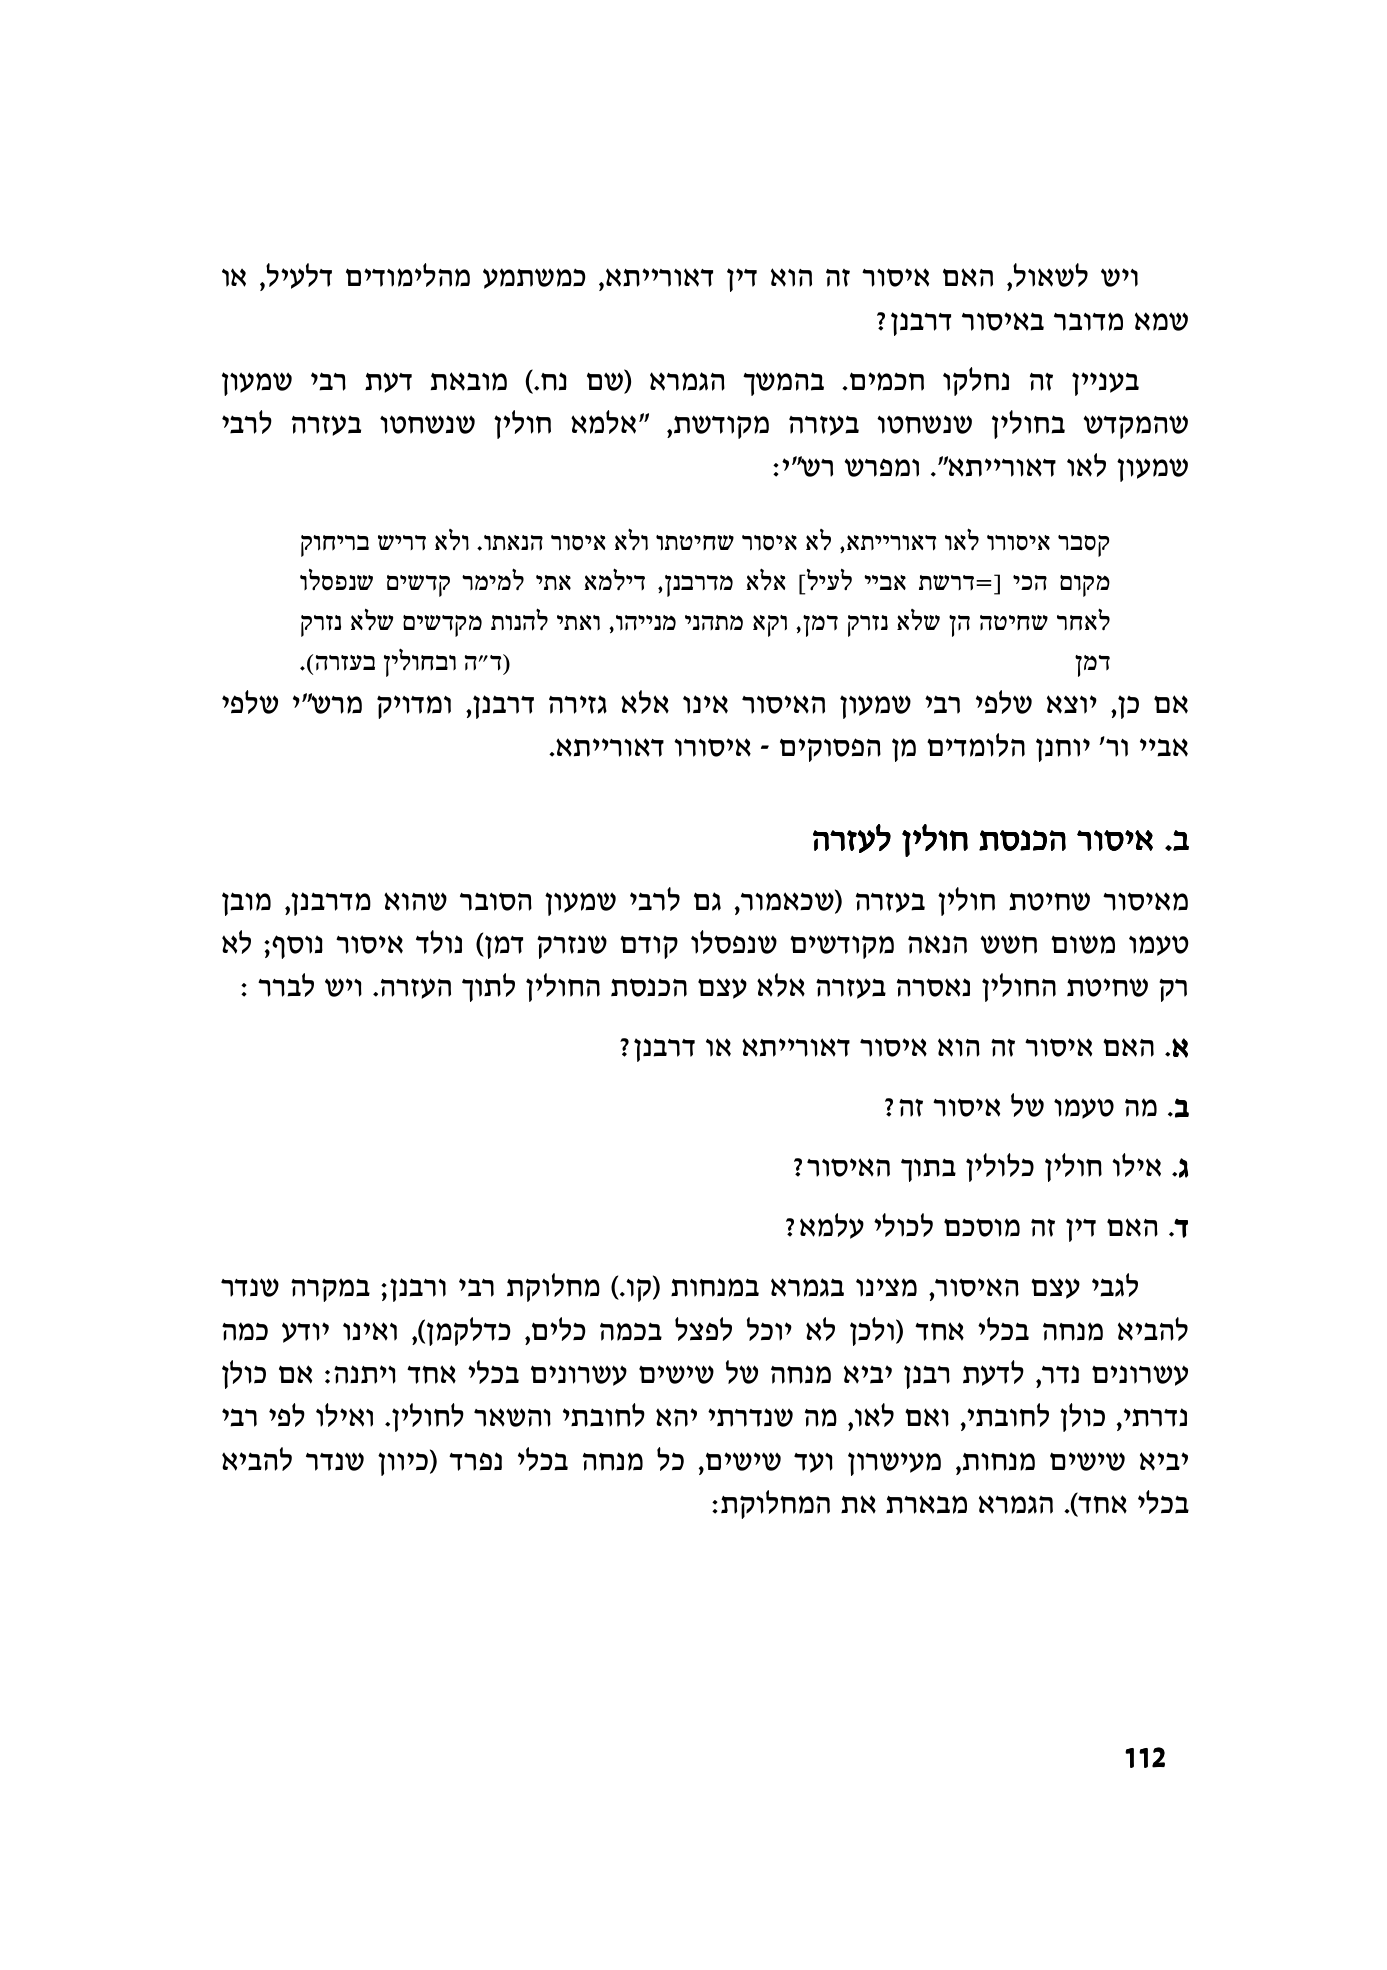 ויש לשאול, האם איסור זה הוא דין דאורייתא, כמשתמע מהלימודים דלעיל, או
שמא מדובר באיסור דרבנן?
בעניין זה נחלקו חכמים. בהמשך הגמרא (שם נח.) מובאת דעת רבי שמעון
שהמקדש בחולין שנשחטו בעזרה מקודשת, "אלמא חולין שנשחטו בעזרה לרבי
שמעון לאו דאורייתא". ומפרש רש"י:
קסבר איסורו לאו דאורייתא, לא איסור שחיטתו ולא איסור הנאתו. ולא דריש בריחוק
מקום הכי [=דרשת אביי לעיל] אלא מדרבנן, דילמא אתי למימר קדשים שנפסלו
לאחר שחיטה הן שלא נזרק דמן, וקא מתהני מנייהו, ואתי להנות מקדשים שלא נזרק
דמן (ד"ה ובחולין בעזרה).
אם כן, יוצא שלפי רבי שמעון האיסור אינו אלא גזירה דרבנן, ומדויק מרש"י שלפי
אביי ור' יוחנן הלומדים מן הפסוקים - איסורו דאורייתא.
ב. איסור הכנסת חולין לעזרה
מאיסור שחיטת חולין בעזרה (שכאמור, גם לרבי שמעון הסובר שהוא מדרבנן, מובן
טעמו משום חשש הנאה מקודשים שנפסלו קודם שנזרק דמן) נולד איסור נוסף; לא
רק שחיטת החולין נאסרה בעזרה אלא עצם הכנסת החולין לתוך העזרה. ויש לברר :
א. האם איסור זה הוא איסור דאורייתא או דרבנן?
ב. מה טעמו של איסור זה?
ג. אילו חולין כלולין בתוך האיסור?
ד. האם דין זה מוסכם לכולי עלמא?
לגבי עצם האיסור, מצינו בגמרא במנחות (קו.) מחלוקת רבי ורבנן; במקרה שנדר
להביא מנחה בכלי אחד (ולכן לא יוכל לפצל בכמה כלים, כדלקמן), ואינו יודע כמה
עשרונים נדר, לדעת רבנן יביא מנחה של שישים עשרונים בכלי אחד ויתנה: אם כולן
נדרתי, כולן לחובתי, ואם לאו, מה שנדרתי יהא לחובתי והשאר לחולין. ואילו לפי רבי
יביא שישים מנחות, מעישרון ועד שישים, כל מנחה בכלי נפרד (כיוון שנדר להביא
בכלי אחד). הגמרא מבארת את המחלוקת:
112